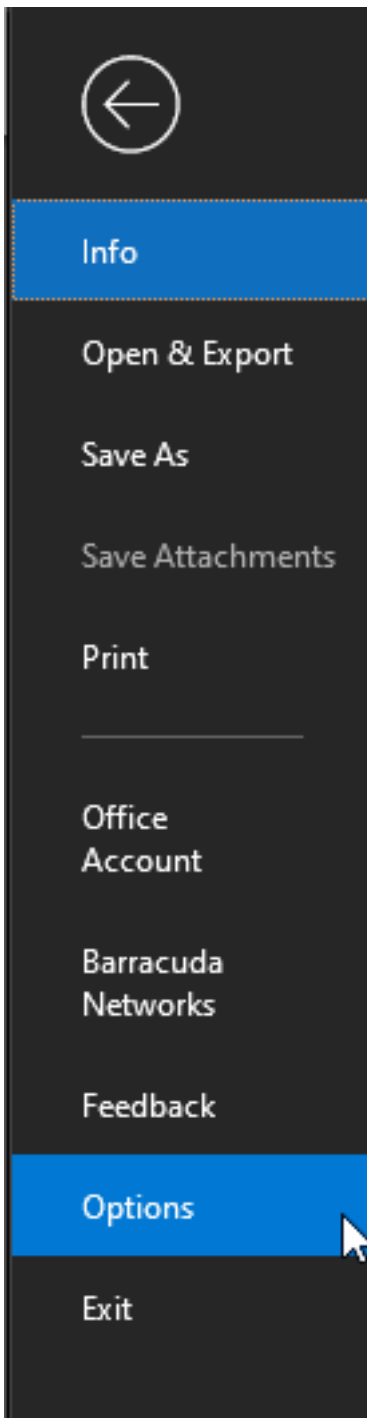 Info
Open & Export
Save As
Save Attachments
Print
Office
Account
Barracuda
Networks
Feedback
Options
Exit